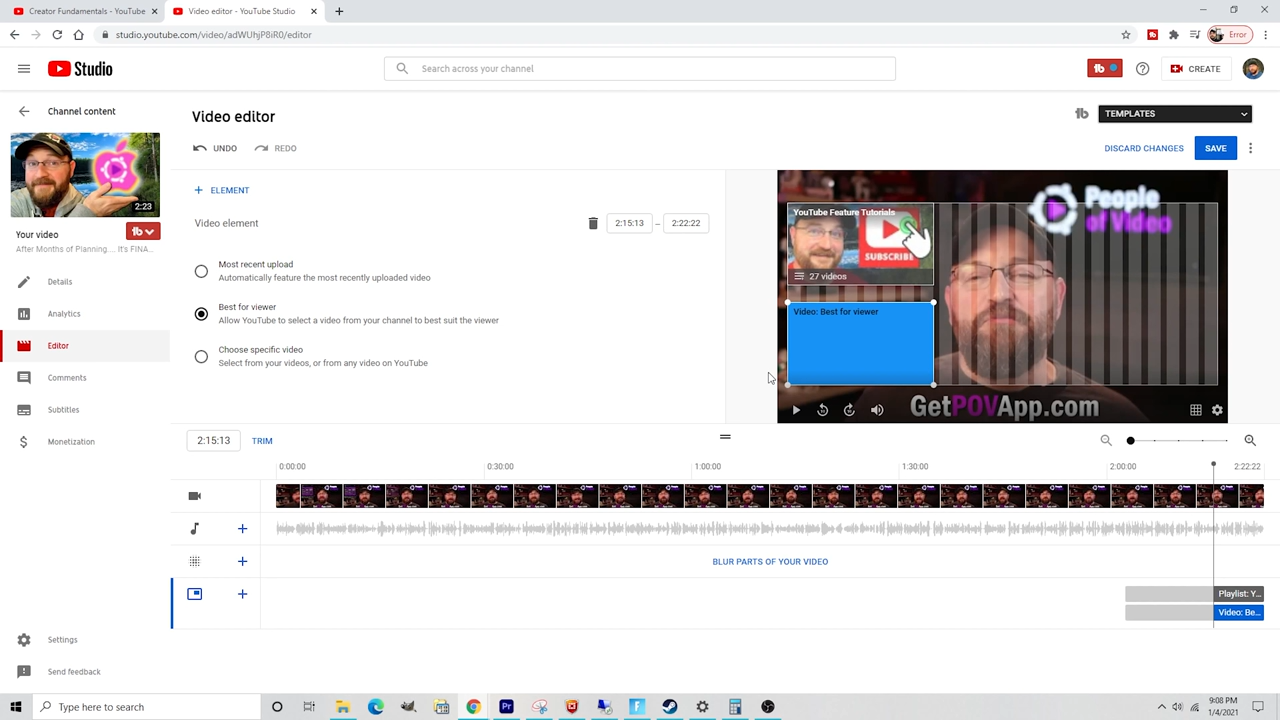 Creator Fundamentals - YouTube
Video editor - YouTube Studio
studio.youtube.com/video/adWUhjP8iR0/editor
Error
Studio
Search across your channel
tb
CREATE
Channel content
Video editor
tb
TEMPLATES
UNDO
REDO
DISCARD CHANGES
SAVE
2:23
ELEMENT
Your video
tb
After Months of Planning.... It's FINA...
Video element
2:15:13
–
2:22:22
Most recent upload
Automatically feature the most recently uploaded video
Best for viewer
Allow YouTube to select a video from your channel to best suit the viewer
Choose specific video
Select from your videos, or from any video on YouTube
People
of Video
YouTube Feature Tutorials
SUBSCRIBE
27 videos
Video: Best for viewer
GetPOVApp.com
Details
Analytics
Editor
Comments
Subtitles
Monetization
2:15:13
TRIM
0:00:00
0:30:00
1:00:00
1:30:00
2:00:00
2:22:22
BLUR PARTS OF YOUR VIDEO
Playlist: Y...
Video: Be...
Settings
Send feedback
Type here to search
9:08 PM
1/4/2021